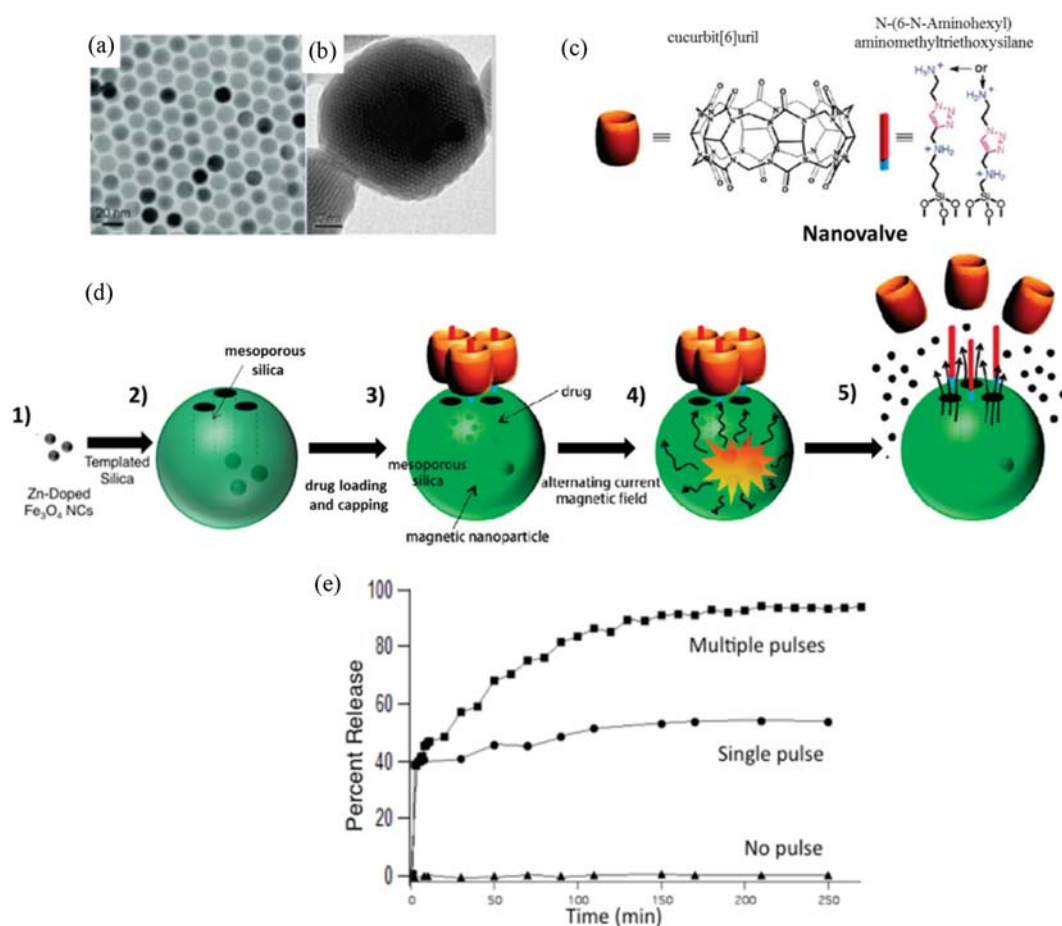 (a)
20 nm
(b)
(c)
cucurbit[6]uril
N-(6-N-Aminohexyl)
aminomethyltriethoxysilane
H₃N⁺
or
H₂N⁺
N
N
N
N
N
N
⁺NH₂
⁺NH₂
Si
Si
O
O
O
O
O
O
Nanovalve
(d)
1)
Zn-Doped
Fe₃O₄ NCs
Templated
Silica
2)
mesoporous
silica
drug loading
and capping
3)
drug
mesoporous
silica
magnetic nanoparticle
alternating current
magnetic field
4)
5)
(e)
Percent Release
100
80
60
40
20
0
Multiple pulses
Single pulse
No pulse
0
50
100
150
200
250
Time (min)